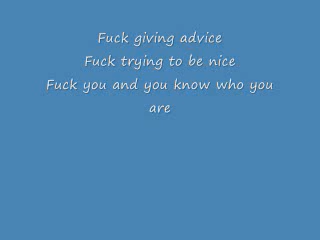 Fuck giving advice
Fuck trying to be nice
Fuck you and you know who you
are